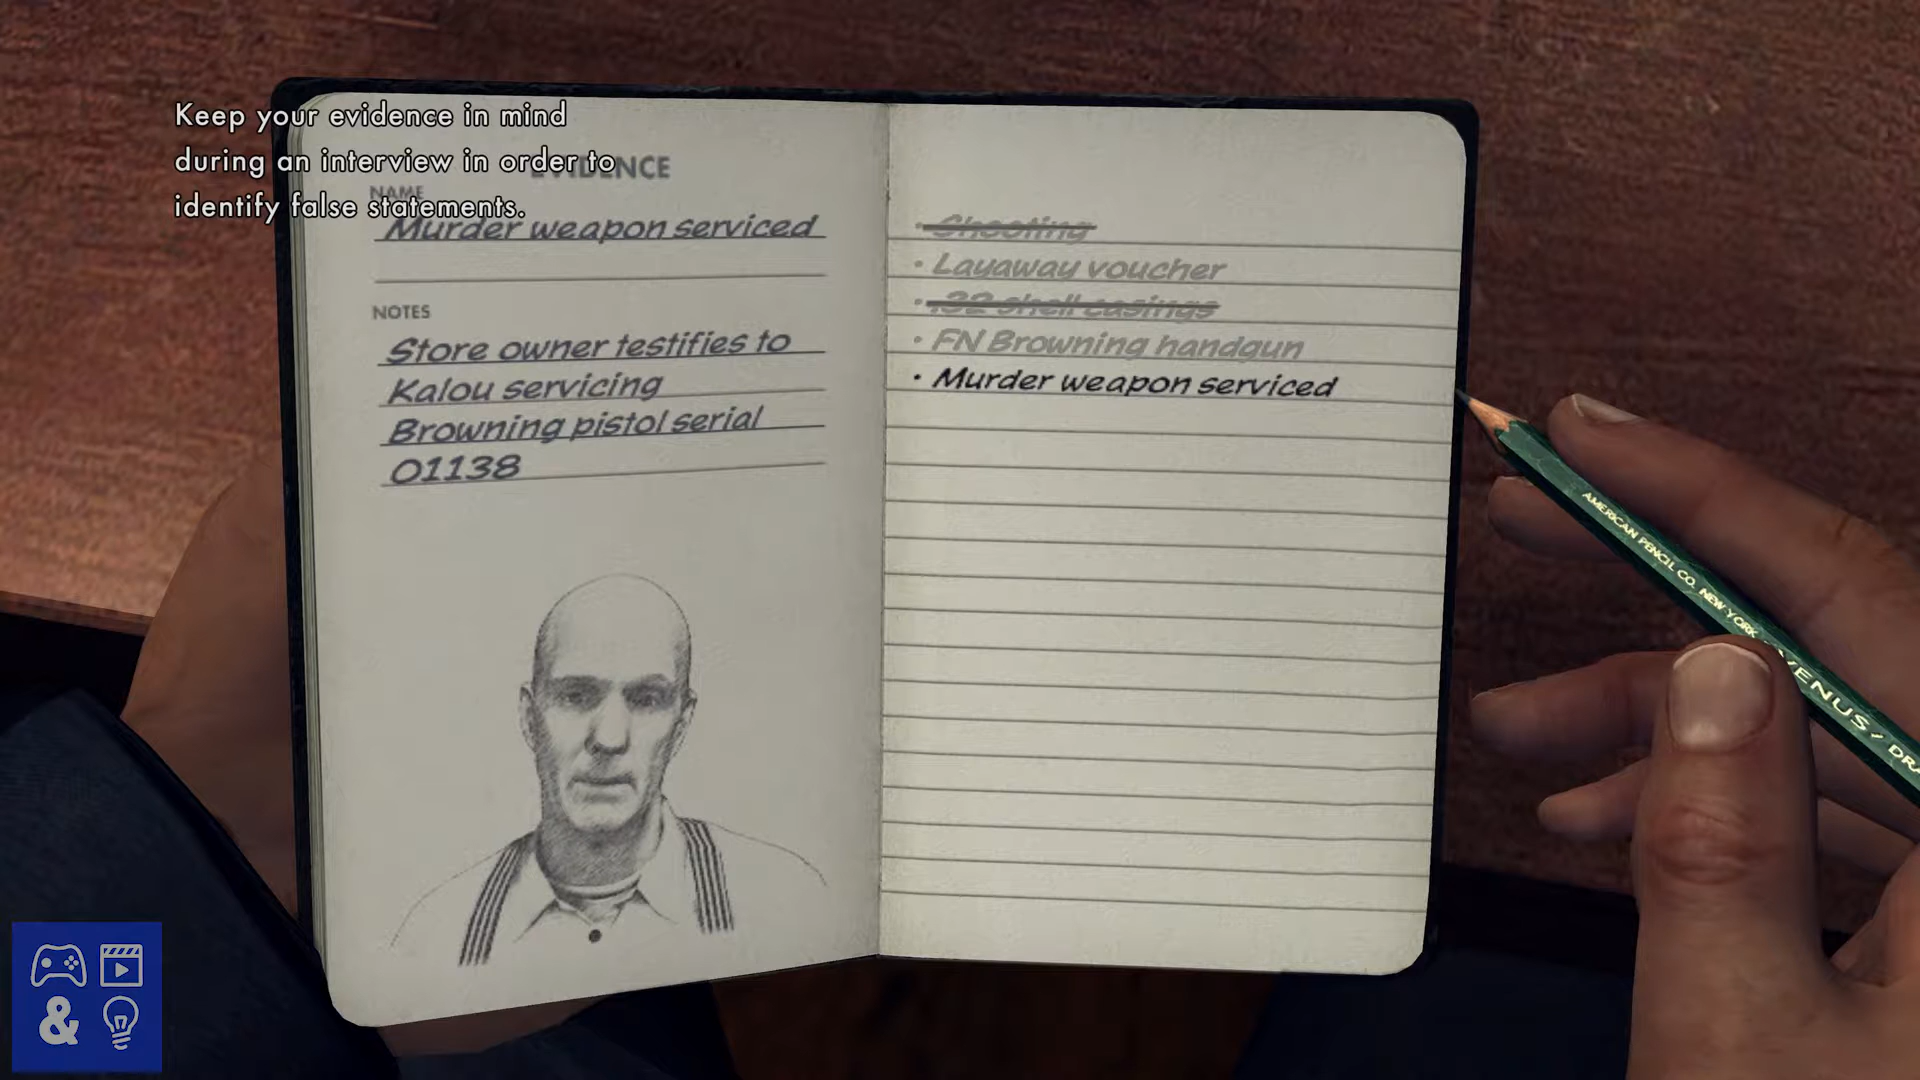 Keep your evidence in mind
during an interview in order to
identify false statements.
EVIDENCE
NAME
Murder weapon serviced
NOTES
Store owner testifies to
Kalou servicing
Browning pistol serial
01138
• Shooting
• Layaway voucher
• .32 shell casings
• FN Browning handgun
• Murder weapon serviced
AMERICAN PENCIL CO. NEW YORK
VENUS / DRA
&